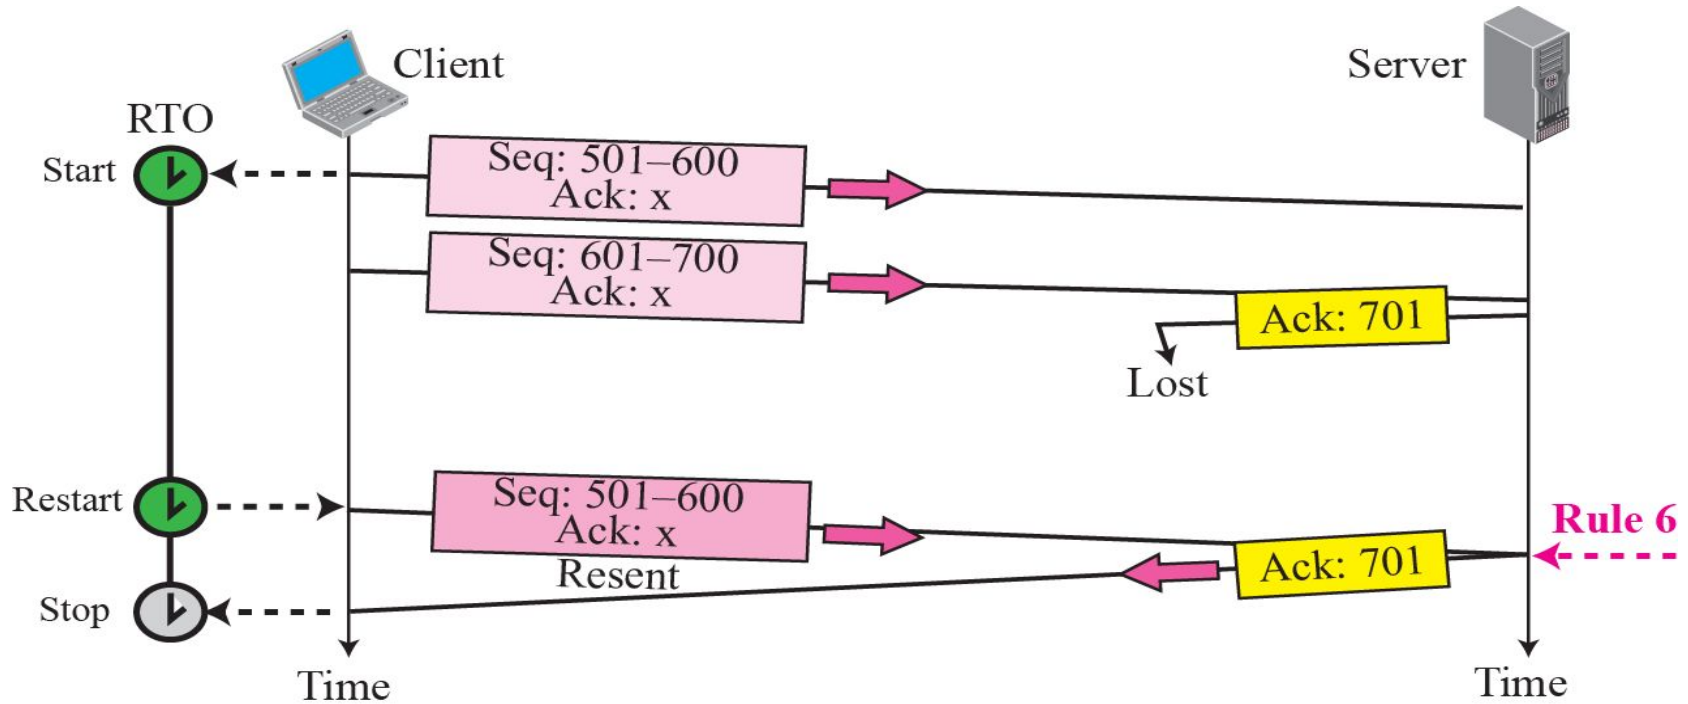 Client
Server
RTO
Start
Seq: 501–600
Ack: x
Seq: 601–700
Ack: x
Ack: 701
Lost
Restart
Seq: 501–600
Ack: x
Resent
Rule 6
Ack: 701
Stop
Time
Time